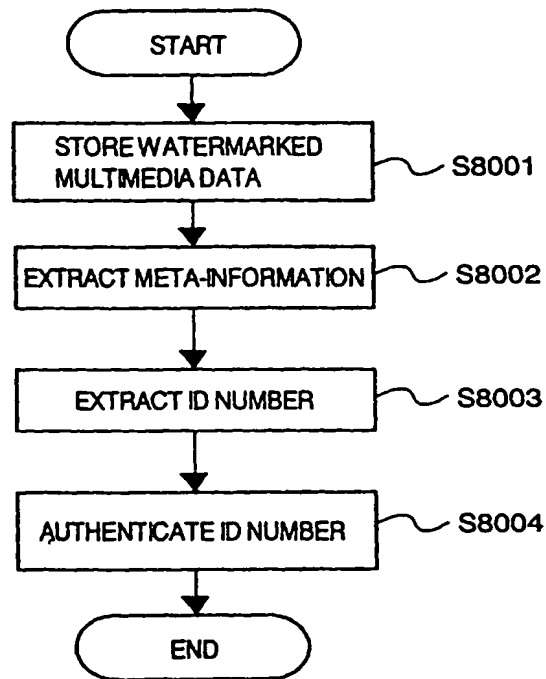 START
STORE WATERMARKED
MULTIMEDIA DATA
S8001
EXTRACT META-INFORMATION
S8002
EXTRACT ID NUMBER
S8003
AUTHENTICATE ID NUMBER
S8004
END